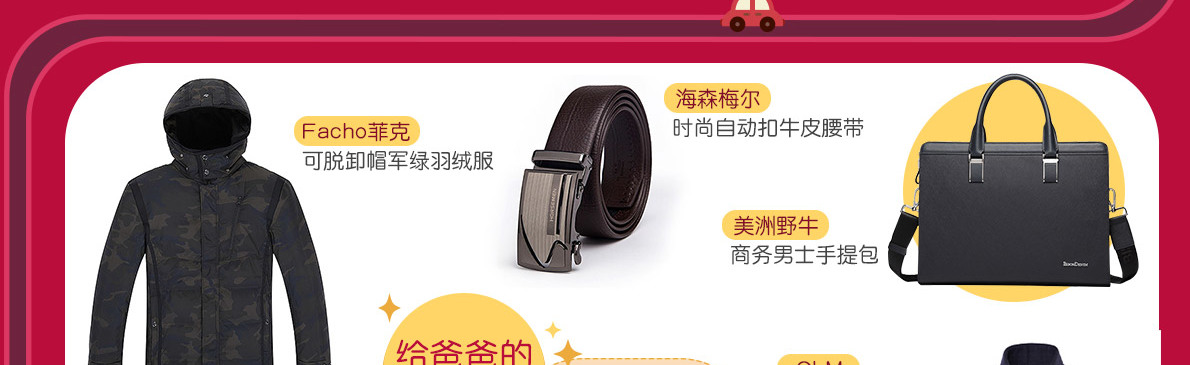 Facho菲克
可脱卸帽军绿羽绒服
海森梅尔
时尚自动扣牛皮腰带
美洲野牛
商务男士手提包
BISONDENIM
给爸爸的